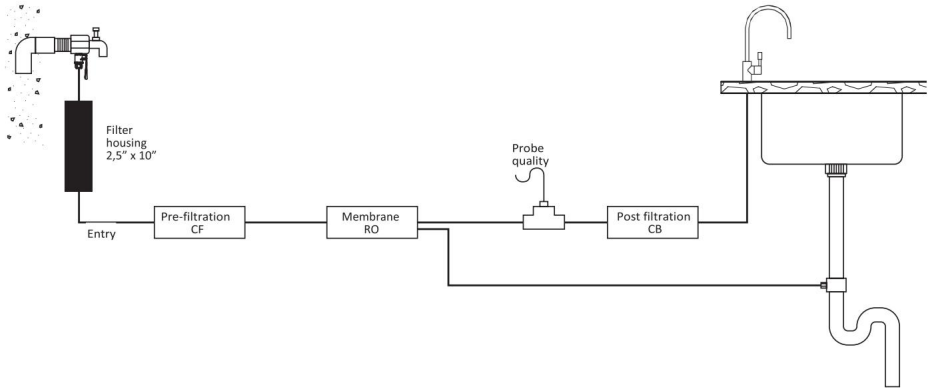 Filter
housing
2,5" x 10"
Entry
Pre-filtration
CF
Membrane
RO
Probe
quality
Post filtration
CB